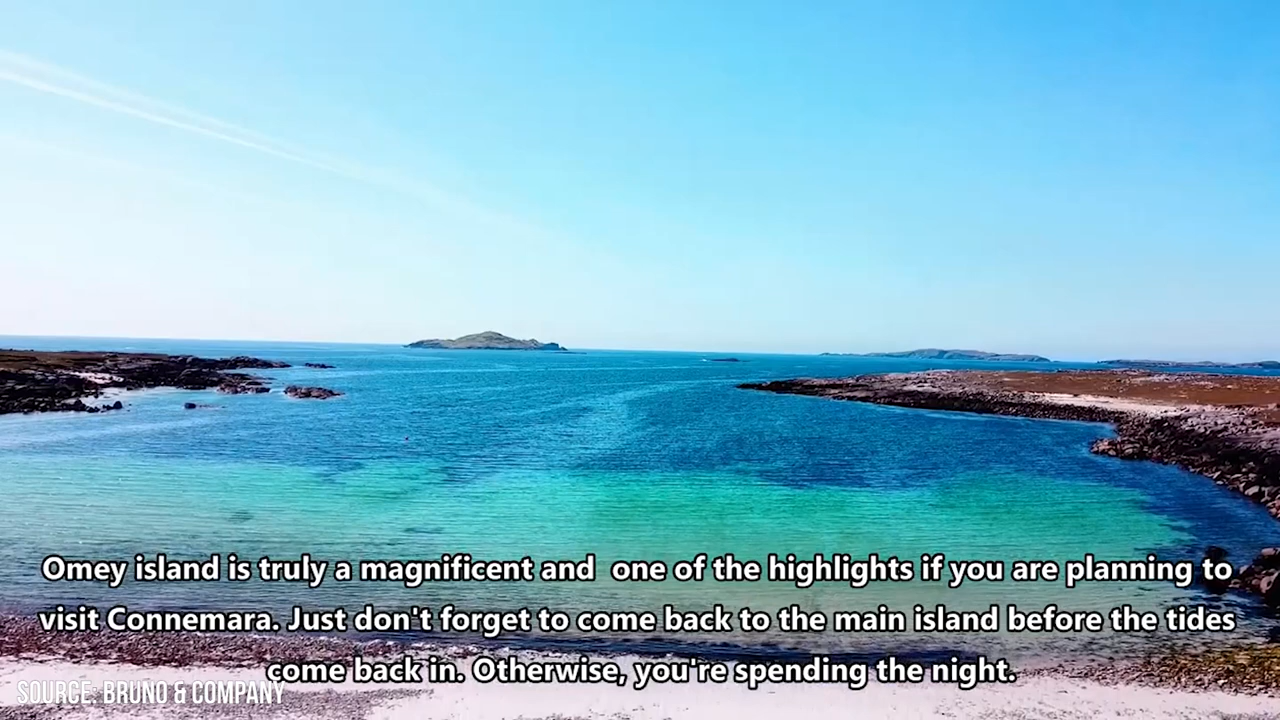 Omey island is truly a magnificent and  one of the highlights if you are planning to
visit Connemara. Just don't forget to come back to the main island before the tides
come back in. Otherwise, you're spending the night.
SOURCE: BRUNO & COMPANY